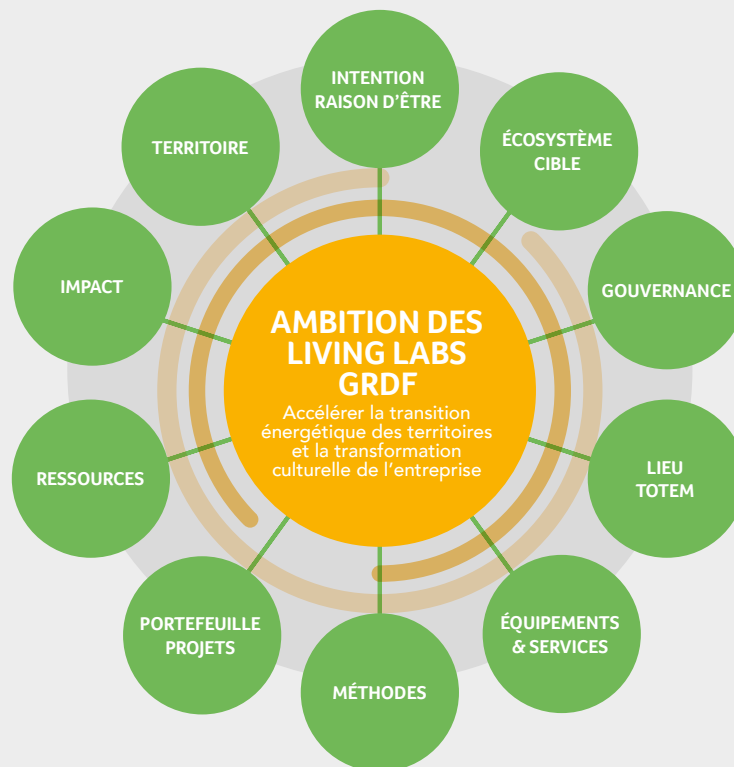 INTENTION
RAISON D'ÊTRE
ÉCOSYSTÈME
CIBLE
GOUVERNANCE
LIEU
TOTEM
ÉQUIPEMENTS
& SERVICES
MÉTHODES
PORTEFEUILLE
PROJETS
RESSOURCES
IMPACT
TERRITOIRE
AMBITION DES
LIVING LABS
GRDF
Accélérer la transition
énergétique des territoires
et la transformation
culturelle de l'entreprise